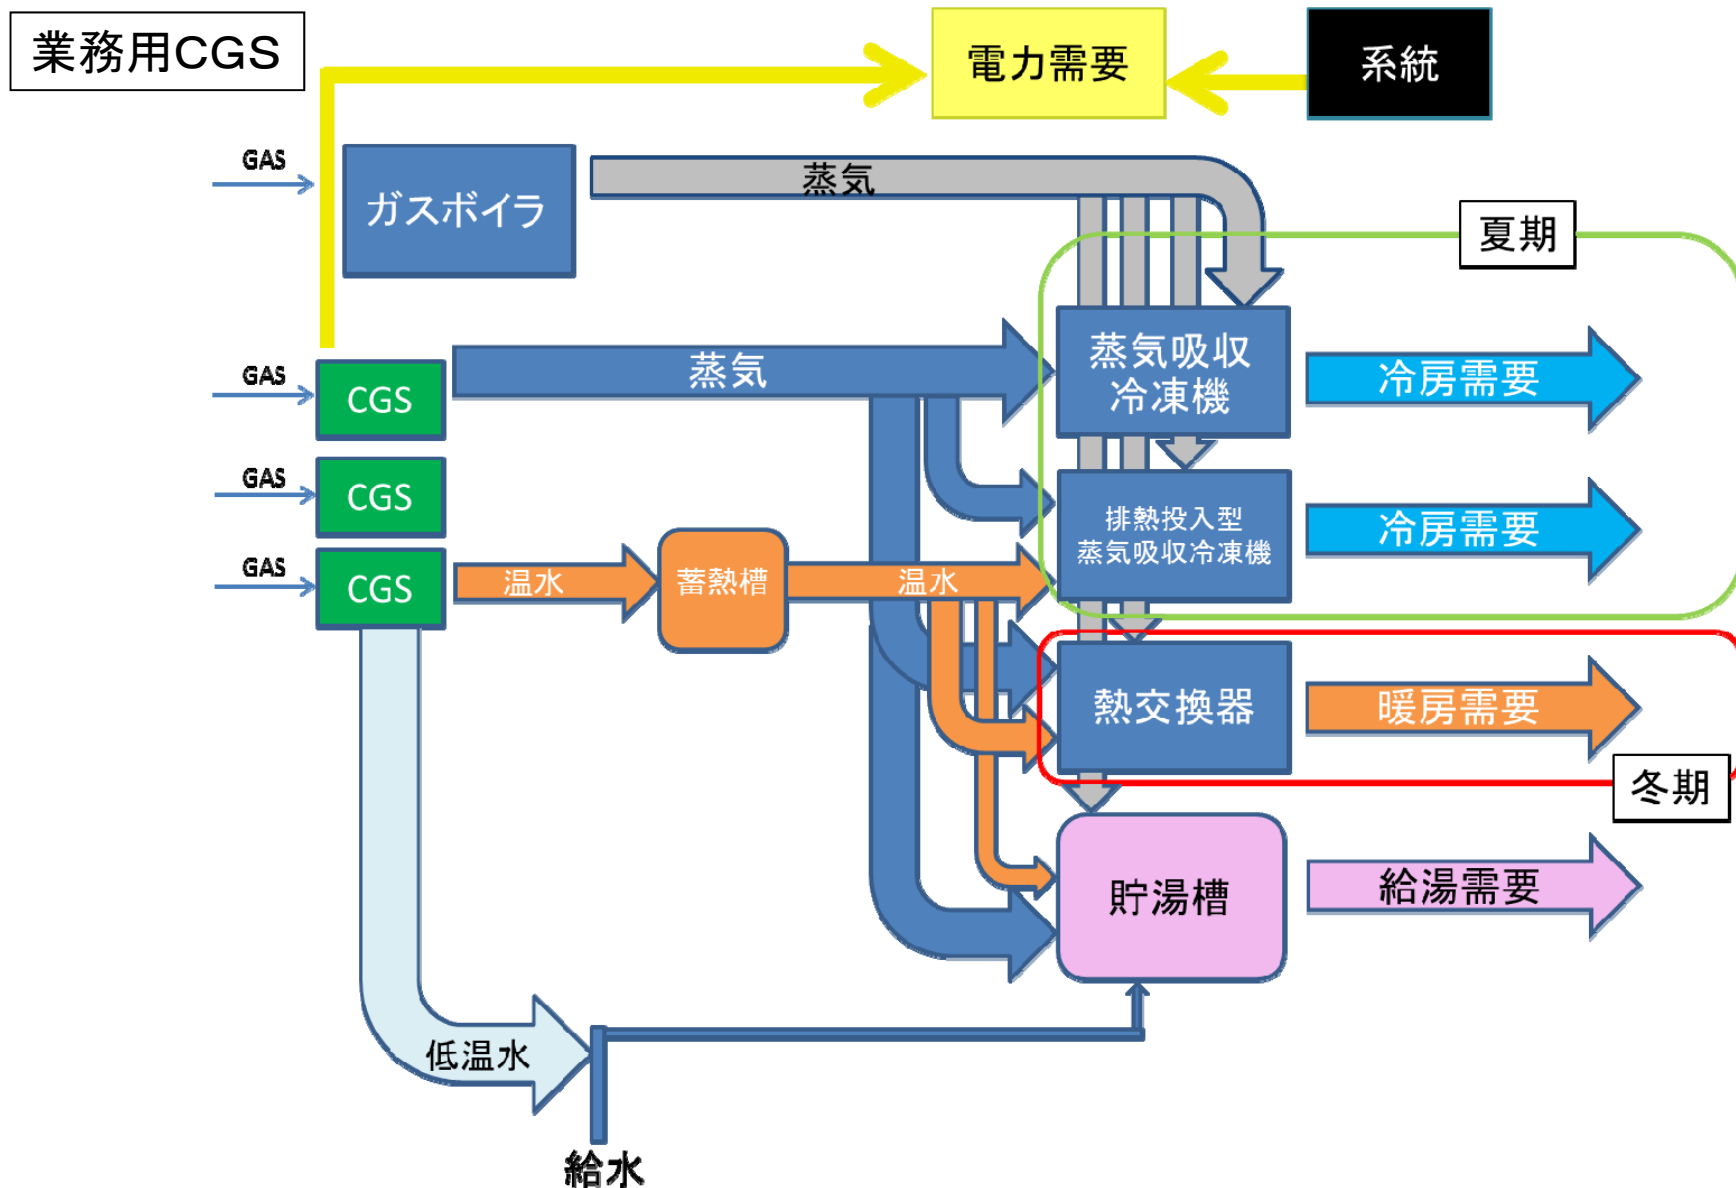 業務用CGS
電力需要
系統
GAS
ガスボイラ
蒸気
夏期
GAS
CGS
蒸気
蒸気吸収
冷凍機
冷房需要
GAS
CGS
排熱投入型
蒸気吸収冷凍機
冷房需要
GAS
CGS
温水
蓄熱槽
温水
熱交換器
暖房需要
冬期
貯湯槽
給湯需要
低温水
給水